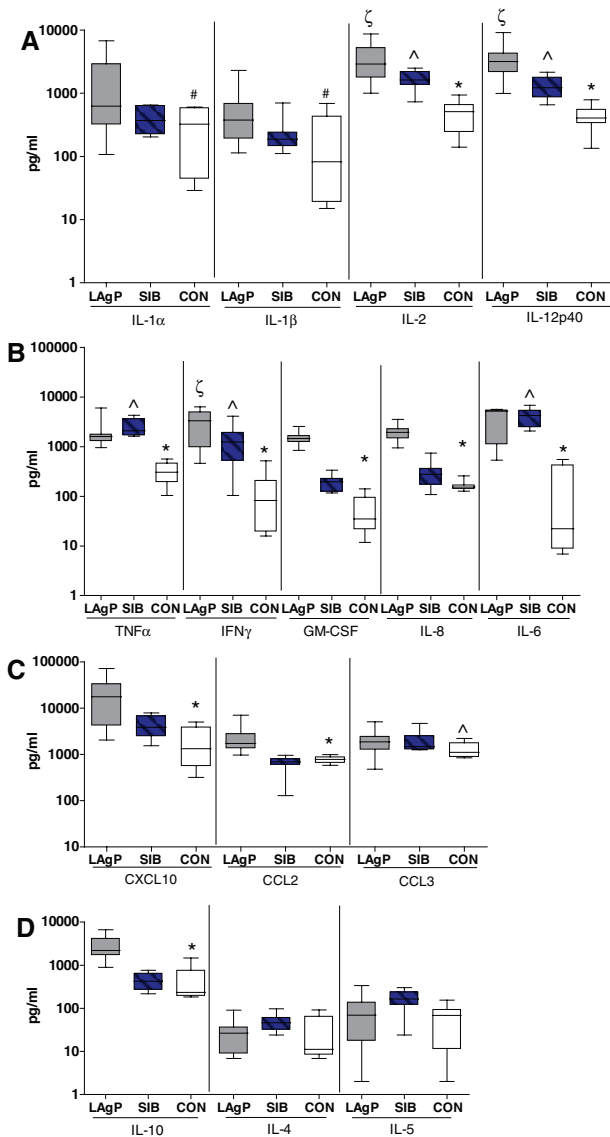 A
ζ ζ
^ ^
# # * *
10000
1000
100
10
1
pg/ml
LAgP SIB CON LAgP SIB CON LAgP SIB CON LAgP SIB CON
IL-1α IL-1β IL-2 IL-12p40
B
100000
10000
1000
100
10
1
pg/ml
^ ζ ^ ^
* * * * *
LAgP SIB CON LAgP SIB CON LAgP SIB CON LAgP SIB CON LAgP SIB CON
TNFα IFNγ GM-CSF IL-8 IL-6
C
100000
10000
1000
100
10
pg/ml
* * ^
LAgP SIB CON LAgP SIB CON LAgP SIB CON
CXCL10 CCL2 CCL3
D
10000
1000
100
10
1
pg/ml
*
LAgP SIB CON LAgP SIB CON LAgP SIB CON
IL-10 IL-4 IL-5